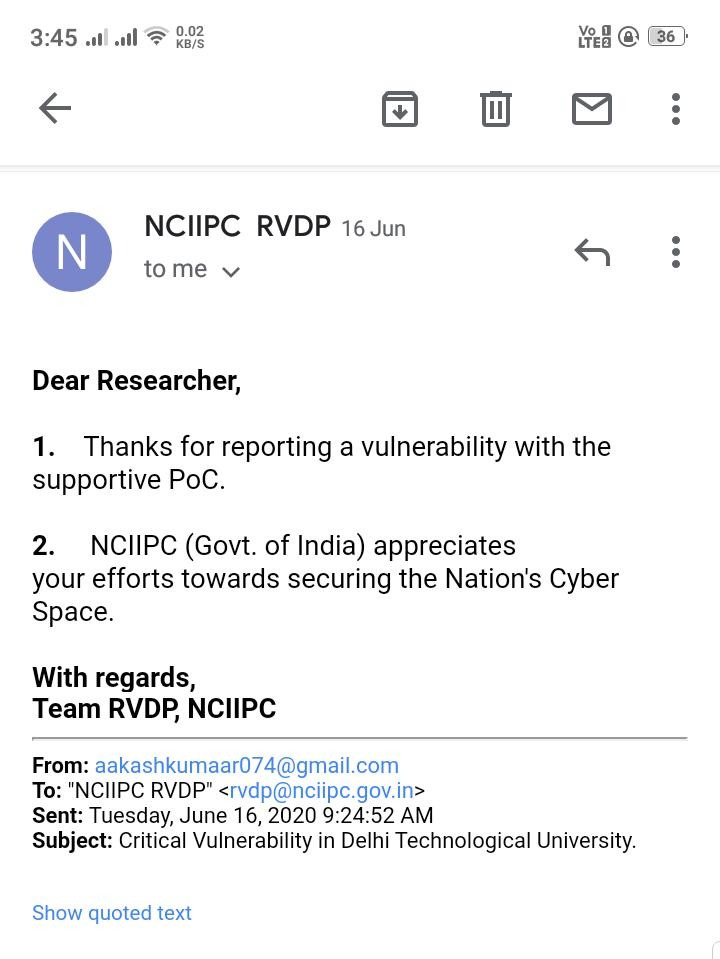 3:45 0.02 KB/S Vo 1 LTE 2 36
N
NCIIPC RVDP 16 Jun
to me
Dear Researcher,
1. Thanks for reporting a vulnerability with the
supportive PoC.
2. NCIIPC (Govt. of India) appreciates
your efforts towards securing the Nation's Cyber
Space.
With regards,
Team RVDP, NCIIPC
From: aakashkumaar074@gmail.com
To: "NCIIPC RVDP" <rvdp@nciipc.gov.in>
Sent: Tuesday, June 16, 2020 9:24:52 AM
Subject: Critical Vulnerability in Delhi Technological University.
Show quoted text